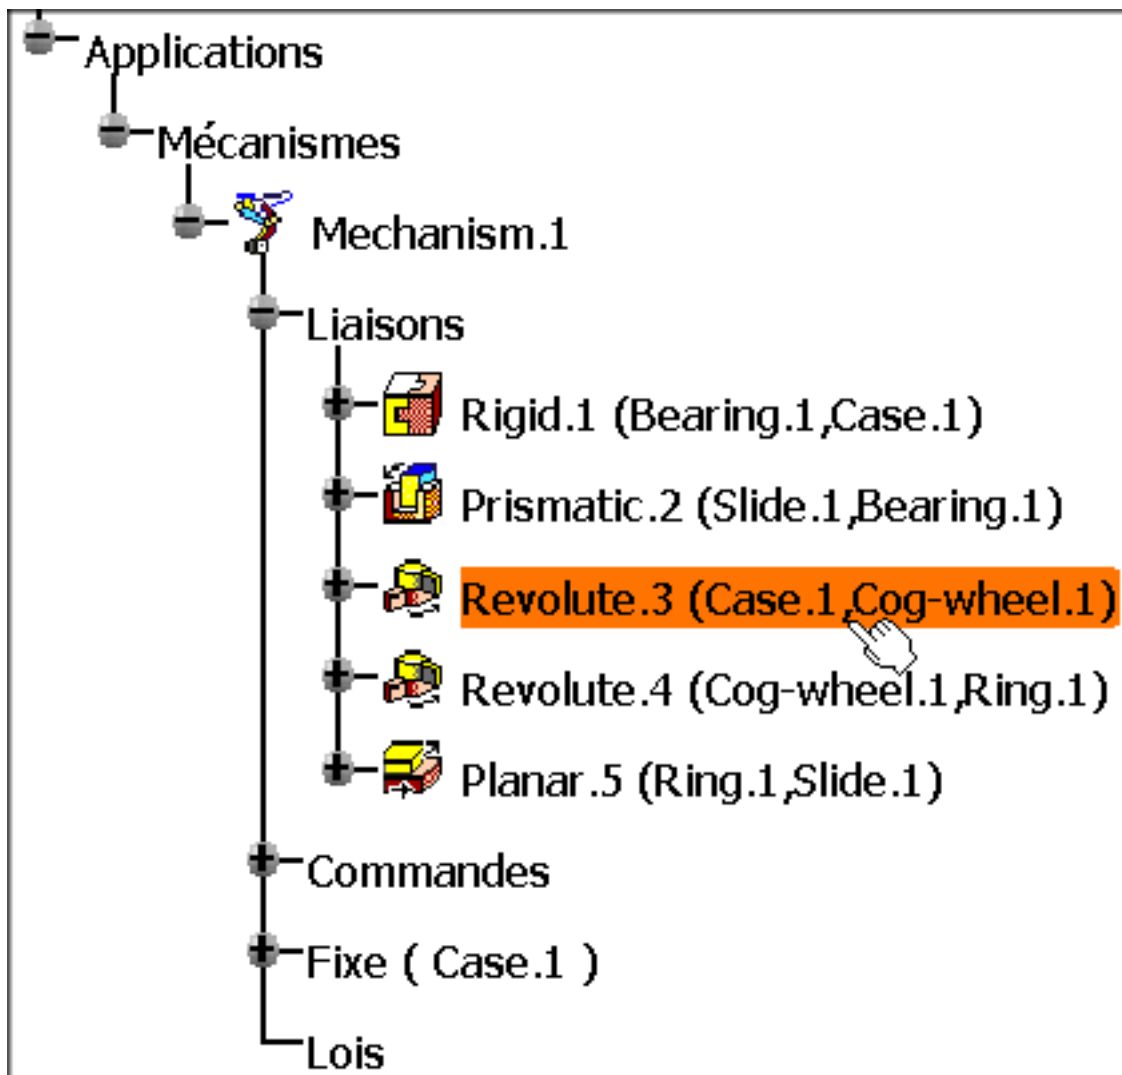 Applications
Mécanismes
Mechanism.1
Liaisons
Rigid.1 (Bearing.1,Case.1)
Prismatic.2 (Slide.1,Bearing.1)
Revolute.3 (Case.1,Cog-wheel.1)
Revolute.4 (Cog-wheel.1,Ring.1)
Planar.5 (Ring.1,Slide.1)
Commandes
Fixe ( Case.1 )
Lois